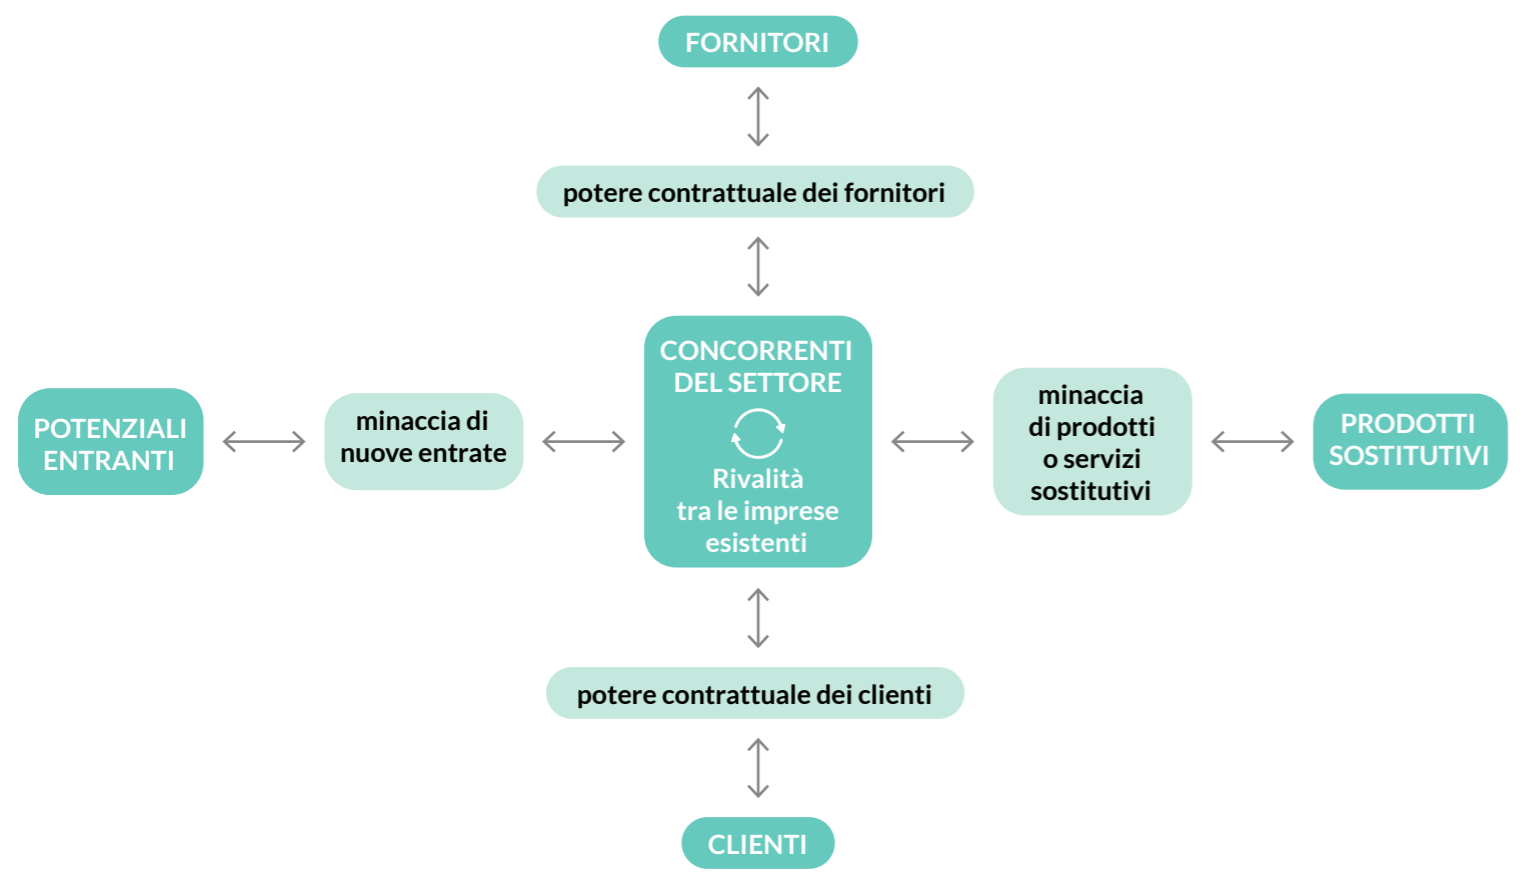 FORNITORI
potere contrattuale dei fornitori
CONCORRENTI
DEL SETTORE
Rivalità
tra le imprese
esistenti
POTENZIALI
ENTRANTI
minaccia di
nuove entrate
minaccia
di prodotti
o servizi
sostitutivi
PRODOTTI
SOSTITUTIVI
potere contrattuale dei clienti
CLIENTI